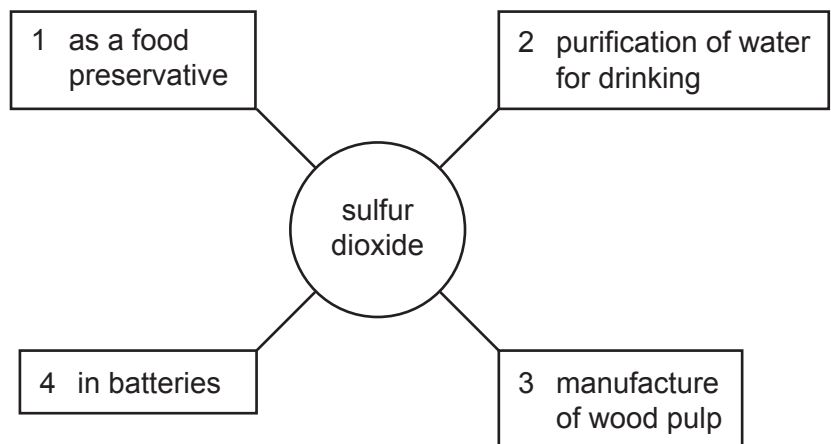 1 as a food
preservative
2 purification of water
for drinking
sulfur
dioxide
4 in batteries
3 manufacture
of wood pulp